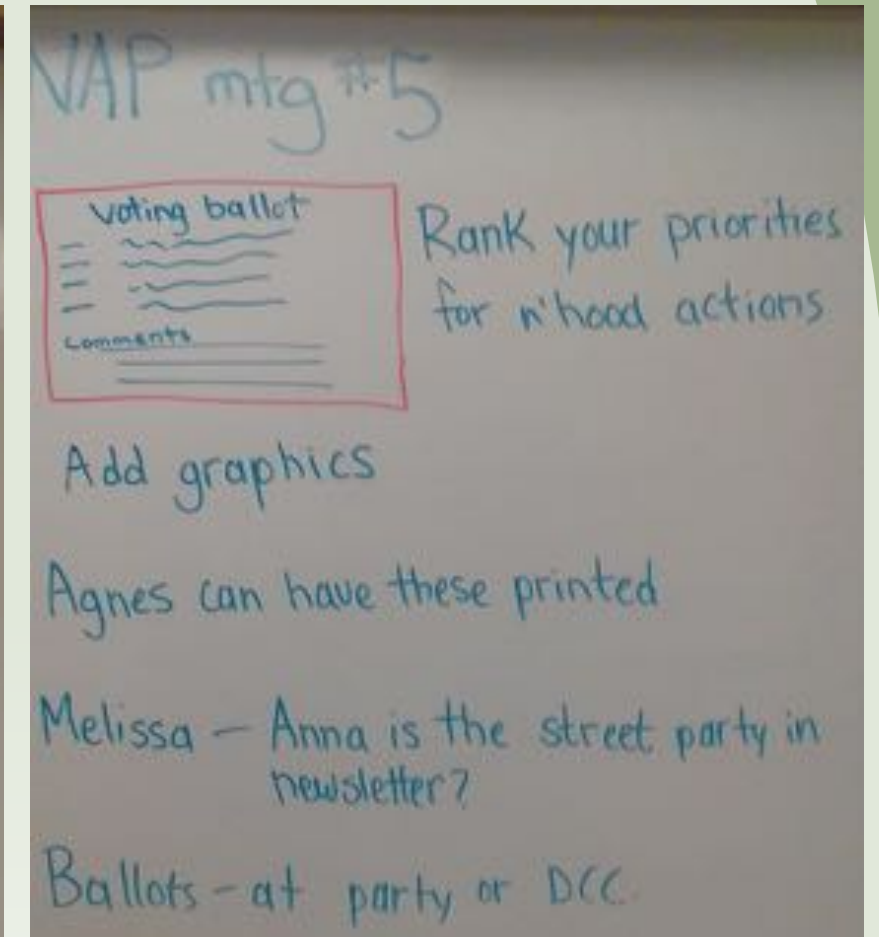 VAP mtg #5
Voting ballot
Comments
Rank your priorities
for n'hood actions
Add graphics
Agnes can have these printed
Melissa – Anna is the street party in
newsletter?
Ballots – at party or DCC